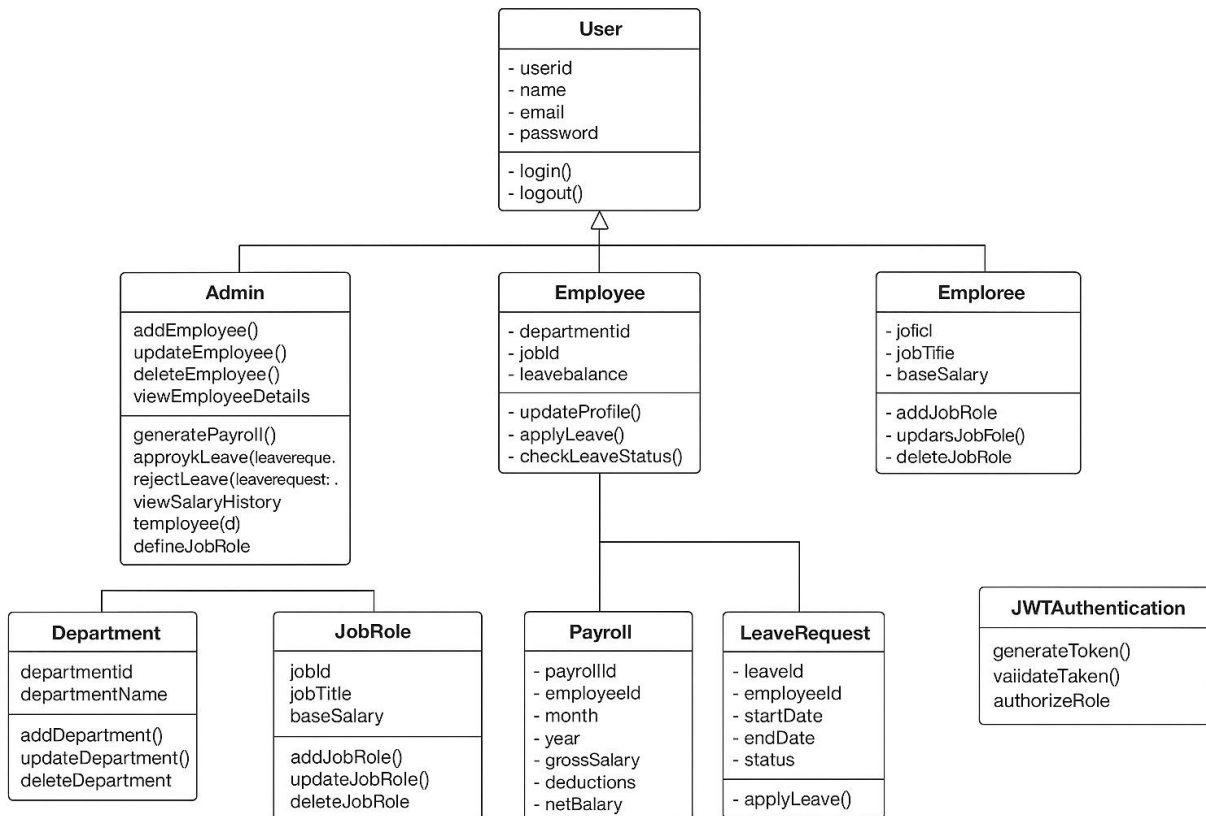 User
- userid
- name
- email
- password
- login()
- logout()
Admin
addEmployee()
updateEmployee()
deleteEmployee()
viewEmployeeDetails
generatePayroll()
approykLeave(leavereque.
rejectLeave(leaverequest: .
viewSalaryHistory
temployee(d)
defineJobRole
Employee
- departmentid
- jobId
- leavebalance
- updateProfile()
- applyLeave()
- checkLeaveStatus()
Emploree
- joficl
- jobTifie
- baseSalary
- addJobRole
- updarsJobFole()
- deleteJobRole
Department
departmentid
departmentName
addDepartment()
updateDepartment()
deleteDepartment
JobRole
jobId
jobTitle
baseSalary
addJobRole()
updateJobRole()
deleteJobRole
Payroll
- payrollId
- employeeId
- month
- year
- grossSalary
- deductions
- netBalary
LeaveRequest
- leaveId
- employeeId
- startDate
- endDate
- status
- applyLeave()
JWTAuthentication
generateToken()
vaiidateTaken()
authorizeRole